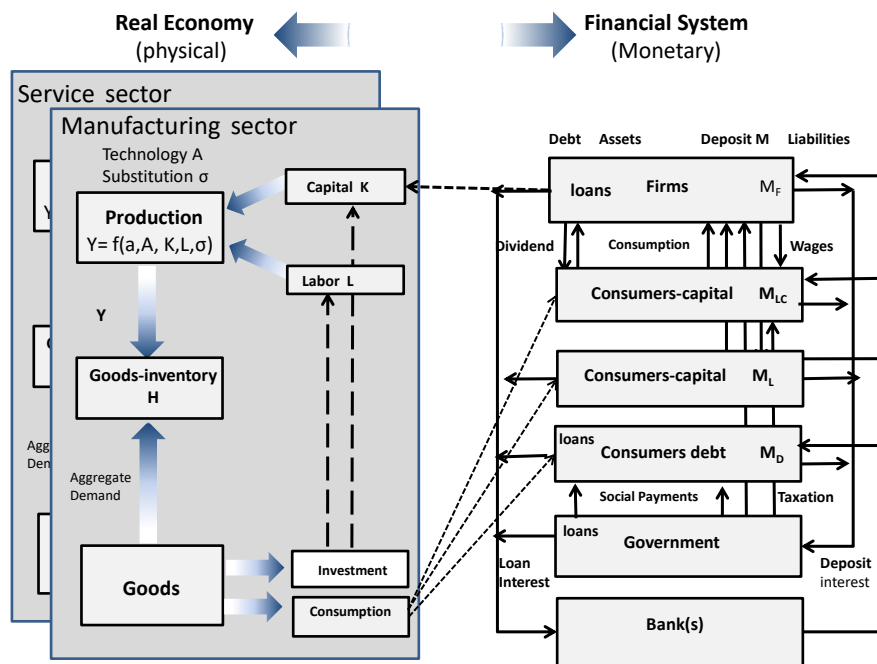 Real Economy
(physical)
Financial System
(Monetary)
Service sector
Manufacturing sector
Technology A
Substitution σ
Production
Y= f(a,A, K,L,σ)
Capital K
Labor L
Y
Y
Goods-inventory
H
Agg
Dem
Aggregate
Demand
Goods
Investment
Consumption
Debt Assets Deposit M Liabilities
loans Firms M_F
Dividend Consumption Wages
Consumers-capital M_LC
Consumers-capital M_L
loans
Consumers debt M_D
Social Payments Taxation
loans
Government
Loan
Interest
Deposit
interest
Bank(s)